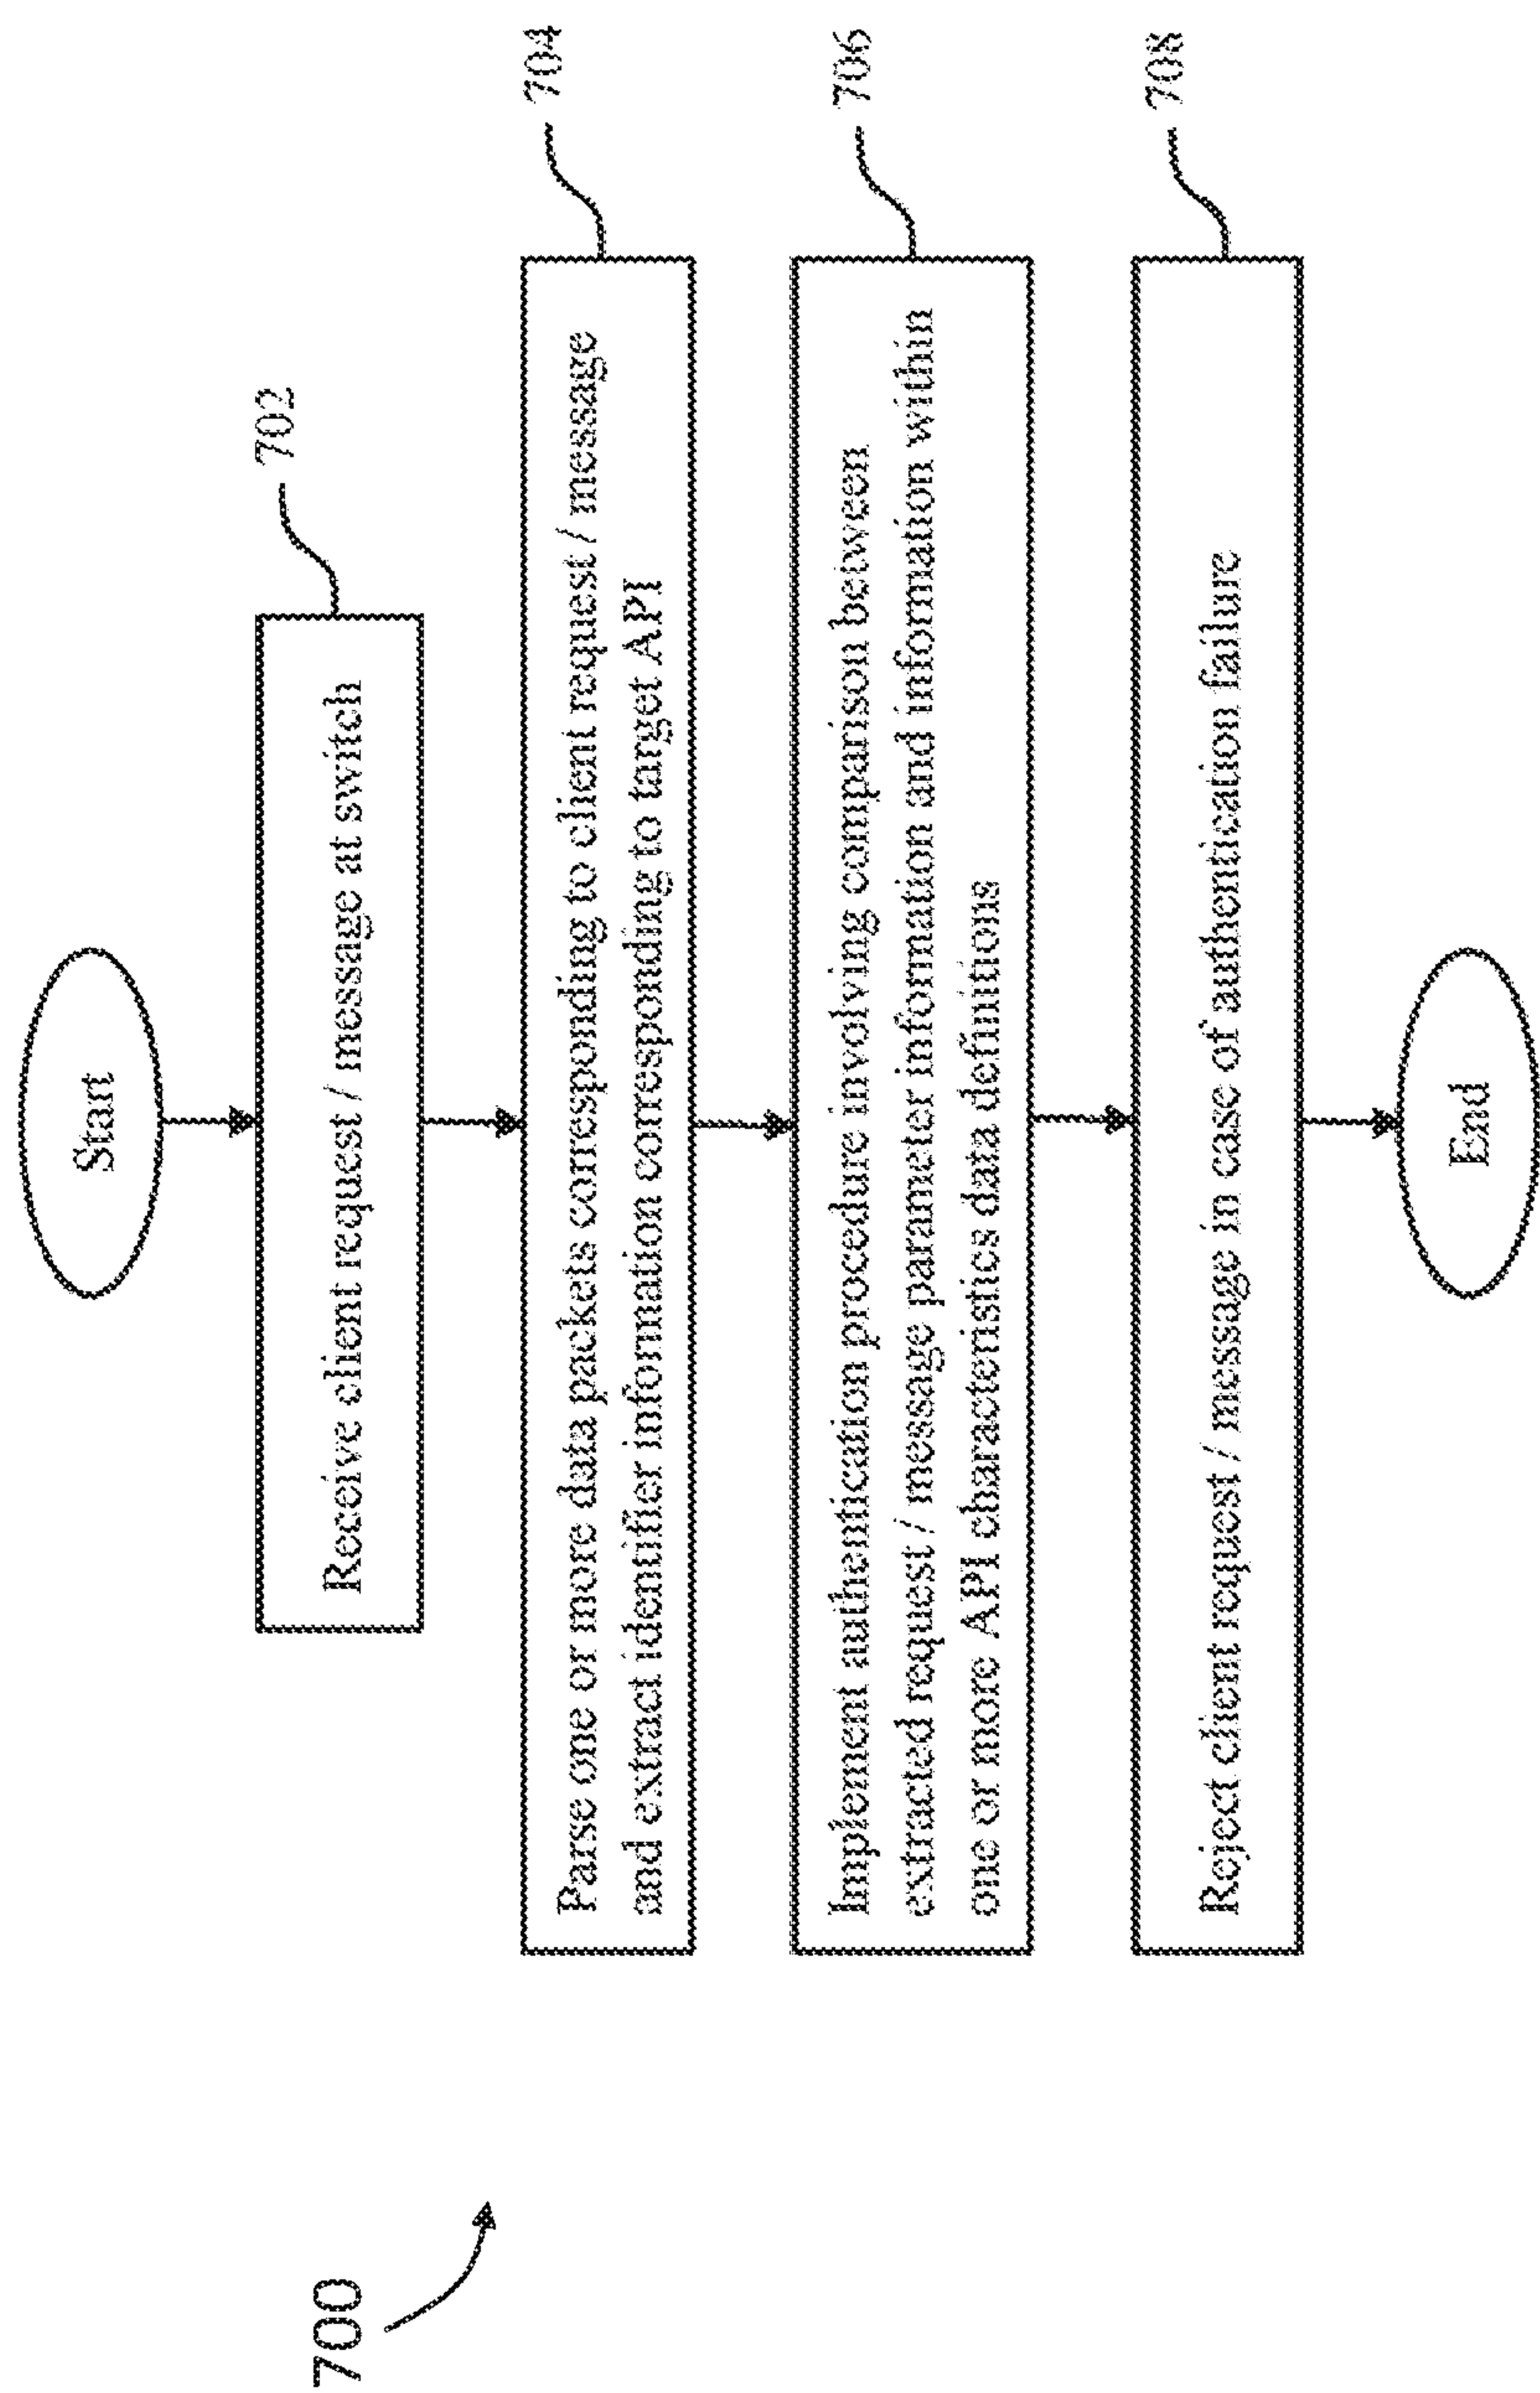 700
Start
702
Receive client request / message at switch
704
Parse one or more data packets corresponding to client request / message
and extract identifier information corresponding to target API
706
Implement authentication procedure involving comparison between
extracted request / message parameter information and information within
one or more API characteristics data definitions
708
Reject client request / message in case of authentication failure
End